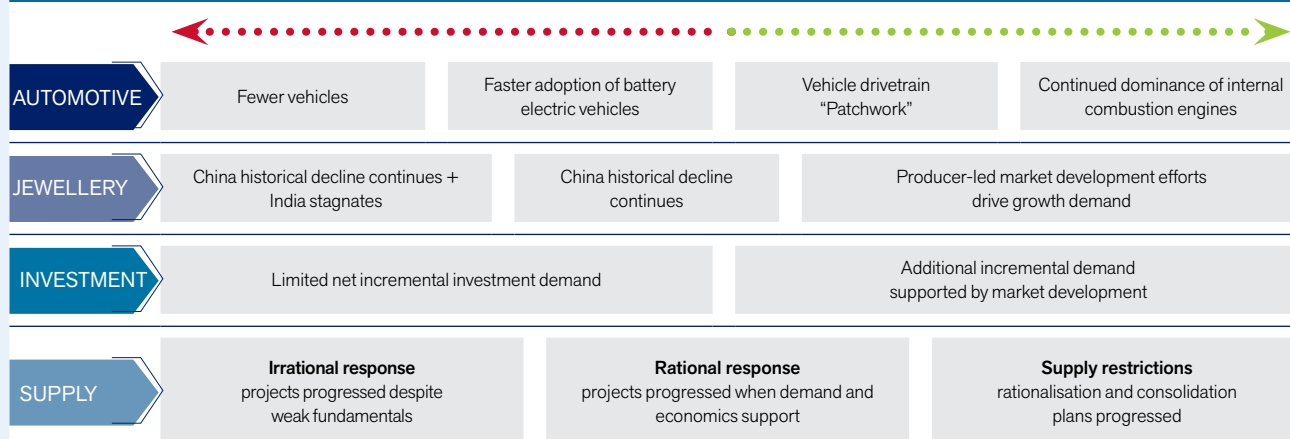 AUTOMOTIVE
Fewer vehicles
Faster adoption of battery
electric vehicles
Vehicle drivetrain
“Patchwork”
Continued dominance of internal
combustion engines
JEWELLERY
China historical decline continues +
India stagnates
China historical decline
continues
Producer-led market development efforts
drive growth demand
INVESTMENT
Limited net incremental investment demand
Additional incremental demand
supported by market development
SUPPLY
Irrational response
projects progressed despite
weak fundamentals
Rational response
projects progressed when demand and
economics support
Supply restrictions
rationalisation and consolidation
plans progressed